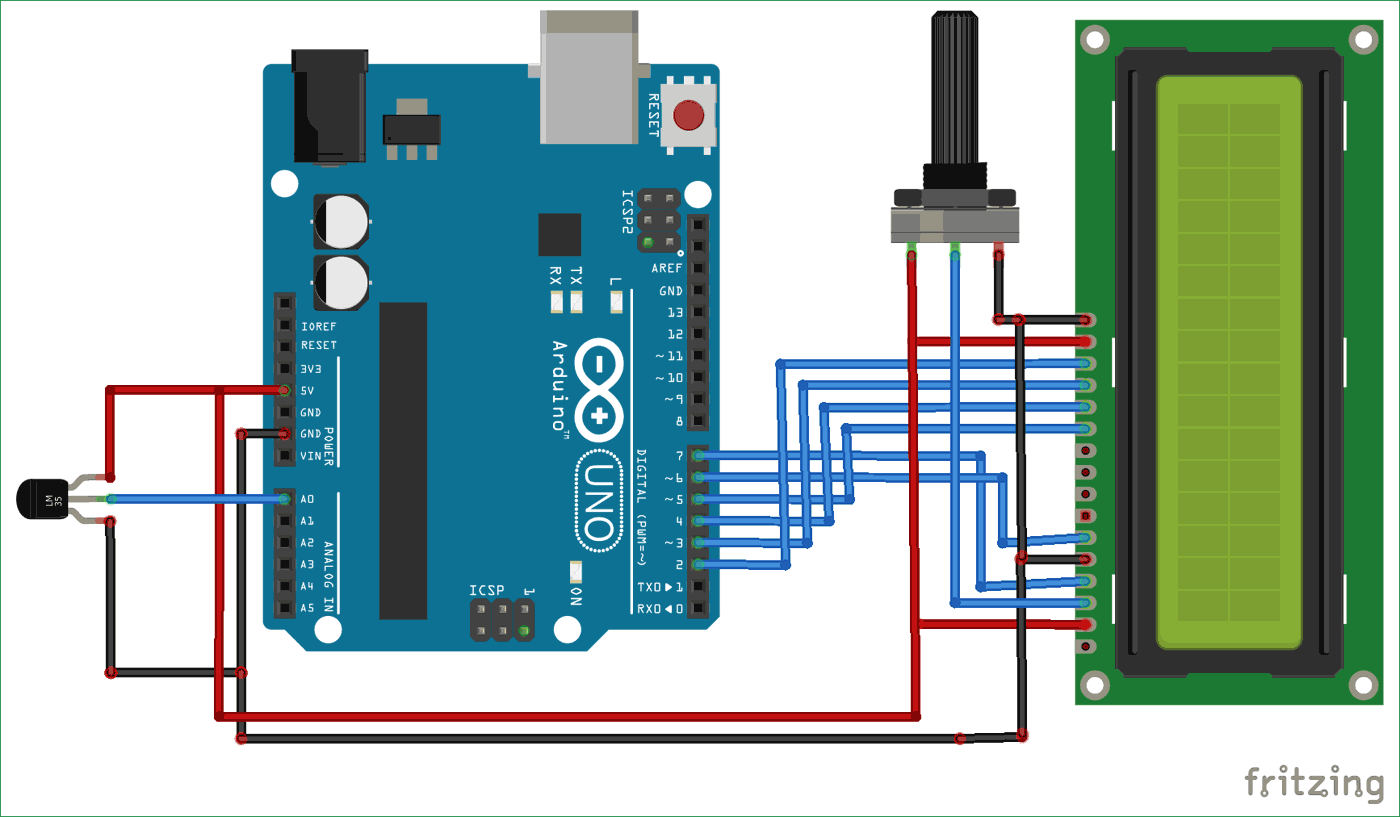 RESET
ICSP2
AREF
GND
13
12
~11
~10
~9
8
7
~6
~5
4
~3
2
TX0▶1
RX0◀0
DIGITAL (PWM=~)
RX
TX
L
Arduino™
UNO
IOREF
RESET
3V3
5V
GND
GND
VIN
POWER
A0
A1
A2
A3
A4
A5
ANALOG IN
ICSP
1
ON
LM
35
fritzing